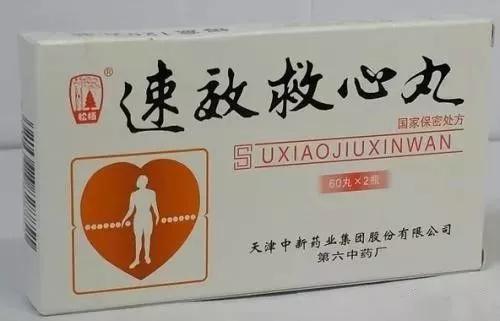 松柏
®
速效救心丸
国家保密处方
SUXIAOJIUXINWAN
60丸×2瓶
天津中新药业集团股份有限公司
第六中药厂